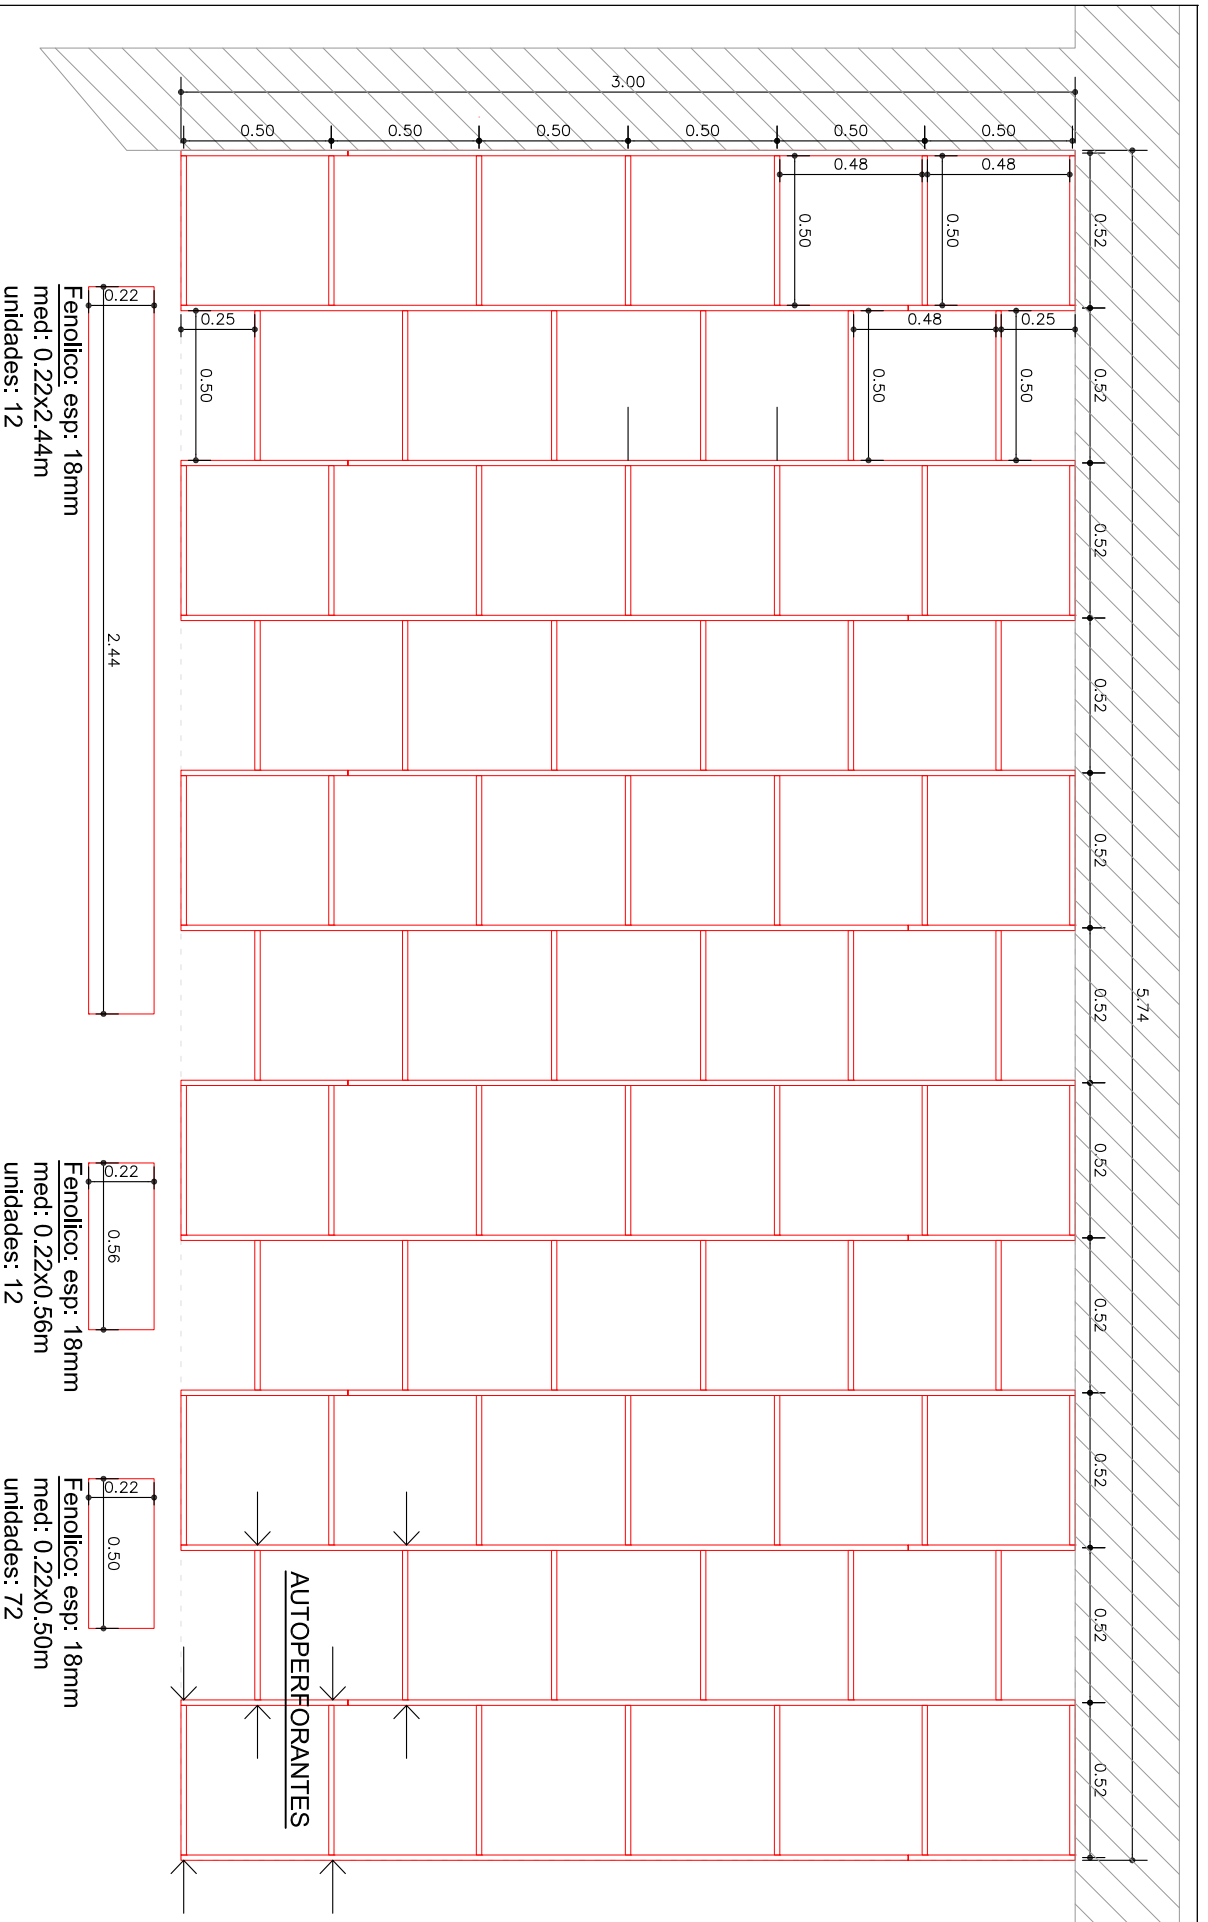 3.00
0.50 0.50 0.50 0.50 0.50 0.50
0.48 0.48
0.50 0.50
0.25 0.48 0.25
0.50 0.50 0.50
0.52
0.52
0.52
0.52
0.52
0.52
0.52
0.52
0.52
0.52
0.52
5.74
0.22
2.44
Fenolico: esp: 18mm
med: 0.22x2.44m
unidades: 12
0.22
0.56
Fenolico: esp: 18mm
med: 0.22x0.56m
unidades: 12
0.22
0.50
Fenolico: esp: 18mm
med: 0.22x0.50m
unidades: 72
AUTOPERFORANTES